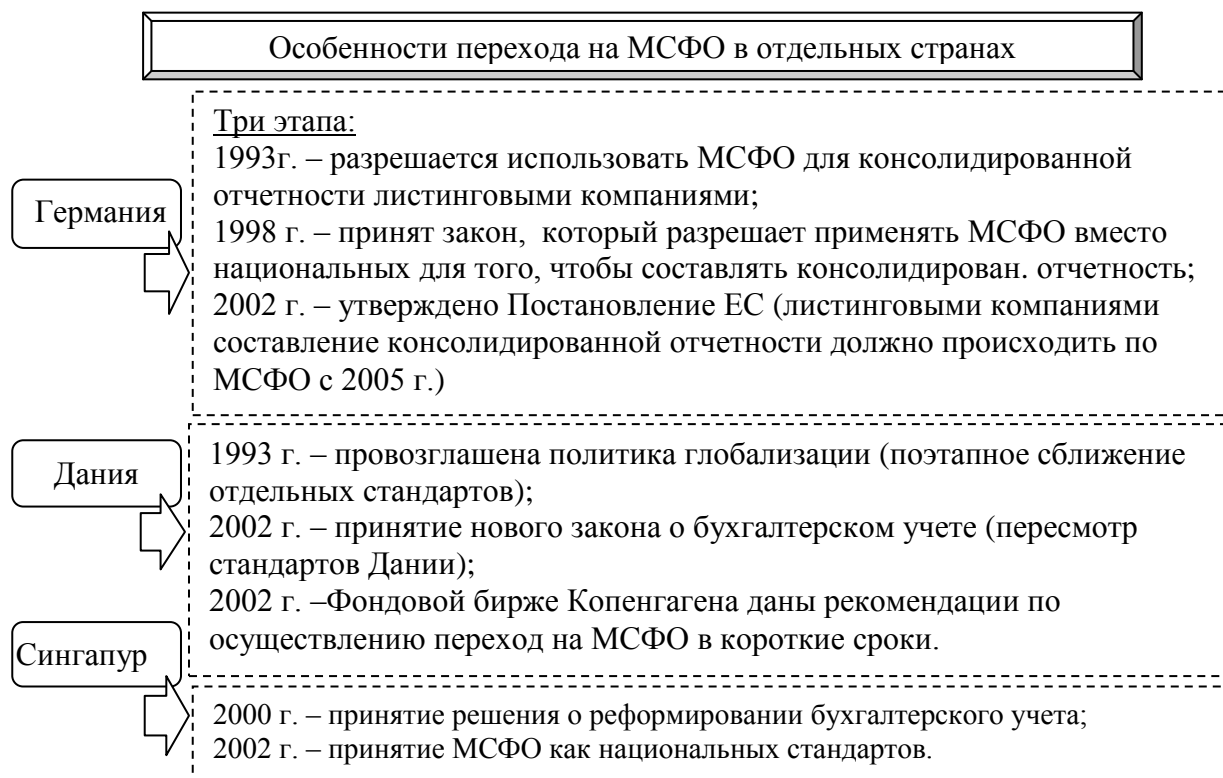 Особенности перехода на МСФО в отдельных странах
Германия
Три этапа:
1993г. – разрешается использовать МСФО для консолидированной
отчетности листинговыми компаниями;
1998 г. – принят закон, который разрешает применять МСФО вместо
национальных для того, чтобы составлять консолидирован. отчетность;
2002 г. – утверждено Постановление ЕС (листинговыми компаниями
составление консолидированной отчетности должно происходить по
МСФО с 2005 г.)
Дания
1993 г. – провозглашена политика глобализации (поэтапное сближение
отдельных стандартов);
2002 г. – принятие нового закона о бухгалтерском учете (пересмотр
стандартов Дании);
2002 г. –Фондовой бирже Копенгагена даны рекомендации по
осуществлению переход на МСФО в короткие сроки.
Сингапур
2000 г. – принятие решения о реформировании бухгалтерского учета;
2002 г. – принятие МСФО как национальных стандартов.